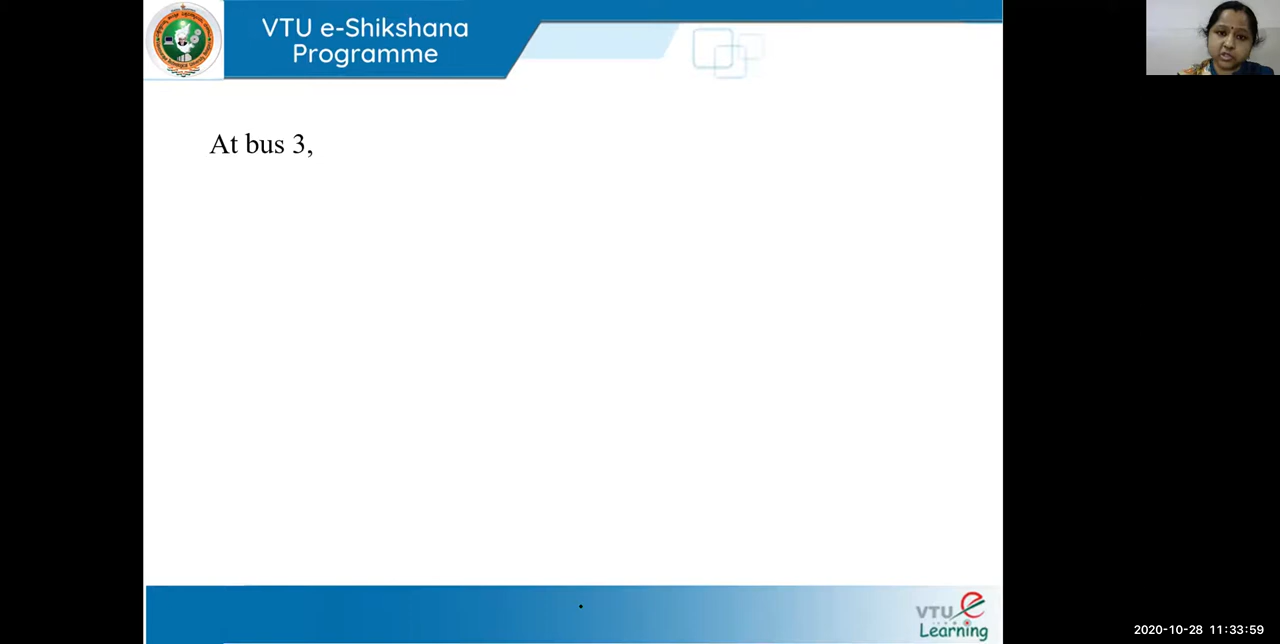 VTU e-Shikshana
Programme
At bus 3,
VTU
Learning
2020-10-28 11:33:59